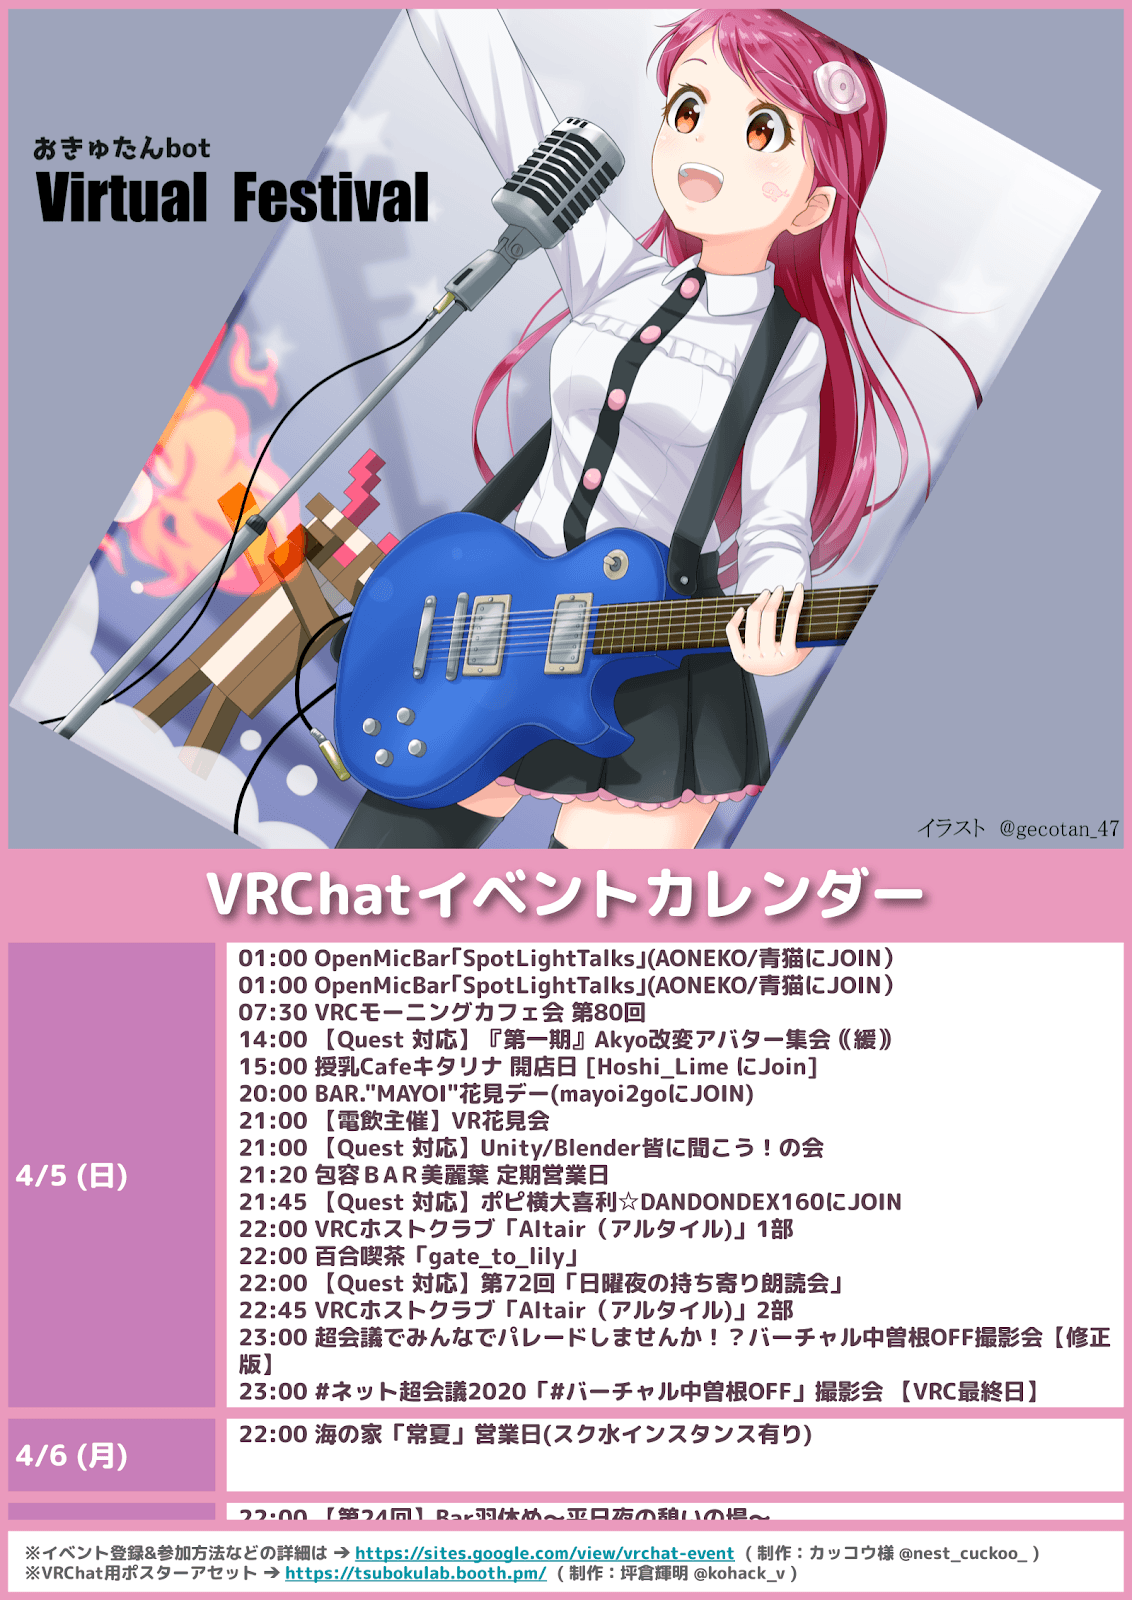 おきゅたんbot
Virtual Festival
イラスト @gecotan_47
VRChatイベントカレンダー
4/5 (日)
01:00 OpenMicBar｢SpotLightTalks｣(AONEKO/青猫にJOIN）
01:00 OpenMicBar｢SpotLightTalks｣(AONEKO/青猫にJOIN）
07:30 VRCモーニングカフェ会 第80回
14:00 【Quest 対応】『第一期』Akyo改変アバター集会⦅緩⦆
15:00 授乳Cafeキタリナ 開店日 [Hoshi_Lime にJoin]
20:00 BAR."MAYOI"花見デー(mayoi2goにJOIN)
21:00 【電飲主催】VR花見会
21:00 【Quest 対応】Unity/Blender皆に聞こう！の会
21:20 包容ＢＡＲ美麗葉 定期営業日
21:45 【Quest 対応】ポピ横大喜利☆DANDONDEX160にJOIN
22:00 VRCホストクラブ「Altair（アルタイル)」1部
22:00 百合喫茶「gate_to_lily」
22:00 【Quest 対応】第72回「日曜夜の持ち寄り朗読会」
22:45 VRCホストクラブ「Altair（アルタイル)」2部
23:00 超会議でみんなでパレードしませんか！？バーチャル中曽根OFF撮影会【修正
版】
23:00 #ネット超会議2020「#バーチャル中曽根OFF」撮影会 【VRC最終日】
4/6 (月)
22:00 海の家「常夏」営業日(スク水インスタンス有り)
22:00 【第24回】Bar羽休め～平日夜の憩いの場～
※イベント登録&参加方法などの詳細は ➔ https://sites.google.com/view/vrchat-event ( 制作：カッコウ様 @nest_cuckoo_ )
※VRChat用ポスターアセット ➔ https://tsubokulab.booth.pm/ ( 制作：坪倉輝明 @kohack_v )